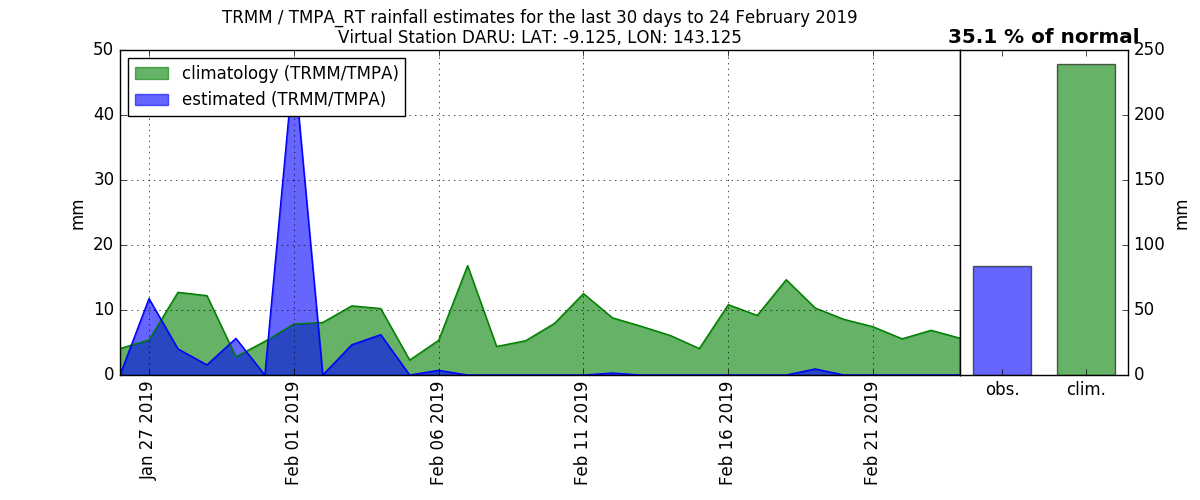 TRMM / TMPA_RT rainfall estimates for the last 30 days to 24 February 2019
Virtual Station DARU: LAT: -9.125, LON: 143.125
35.1 % of normal
climatology (TRMM/TMPA)
estimated (TRMM/TMPA)
50
40
30
20
10
0
mm
Jan 27 2019
Feb 01 2019
Feb 06 2019
Feb 11 2019
Feb 16 2019
Feb 21 2019
obs.
clim.
250
200
150
100
50
0
mm